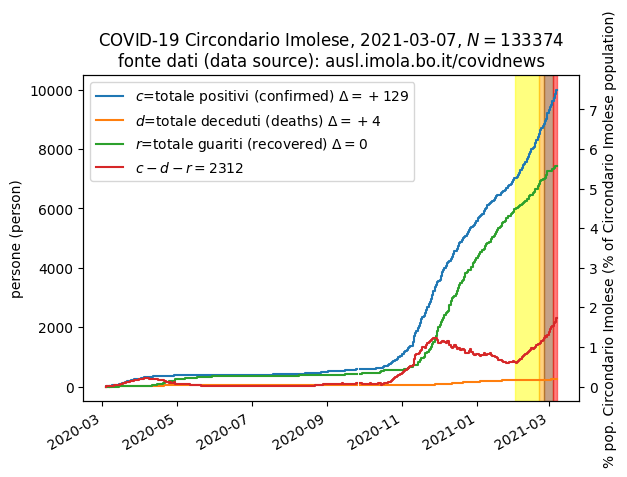 COVID-19 Circondario Imolese, 2021-03-07, N = 133374
fonte dati (data source): ausl.imola.bo.it/covidnews
c=totale positivi (confirmed) Δ = +129
d=totale deceduti (deaths) Δ = +4
r=totale guariti (recovered) Δ = 0
c − d − r = 2312
persone (person)
10000
8000
6000
4000
2000
0
7
6
5
4
3
2
1
0
% pop. Circondario Imolese (% of Circondario Imolese population)
2020-03
2020-05
2020-07
2020-09
2020-11
2021-01
2021-03